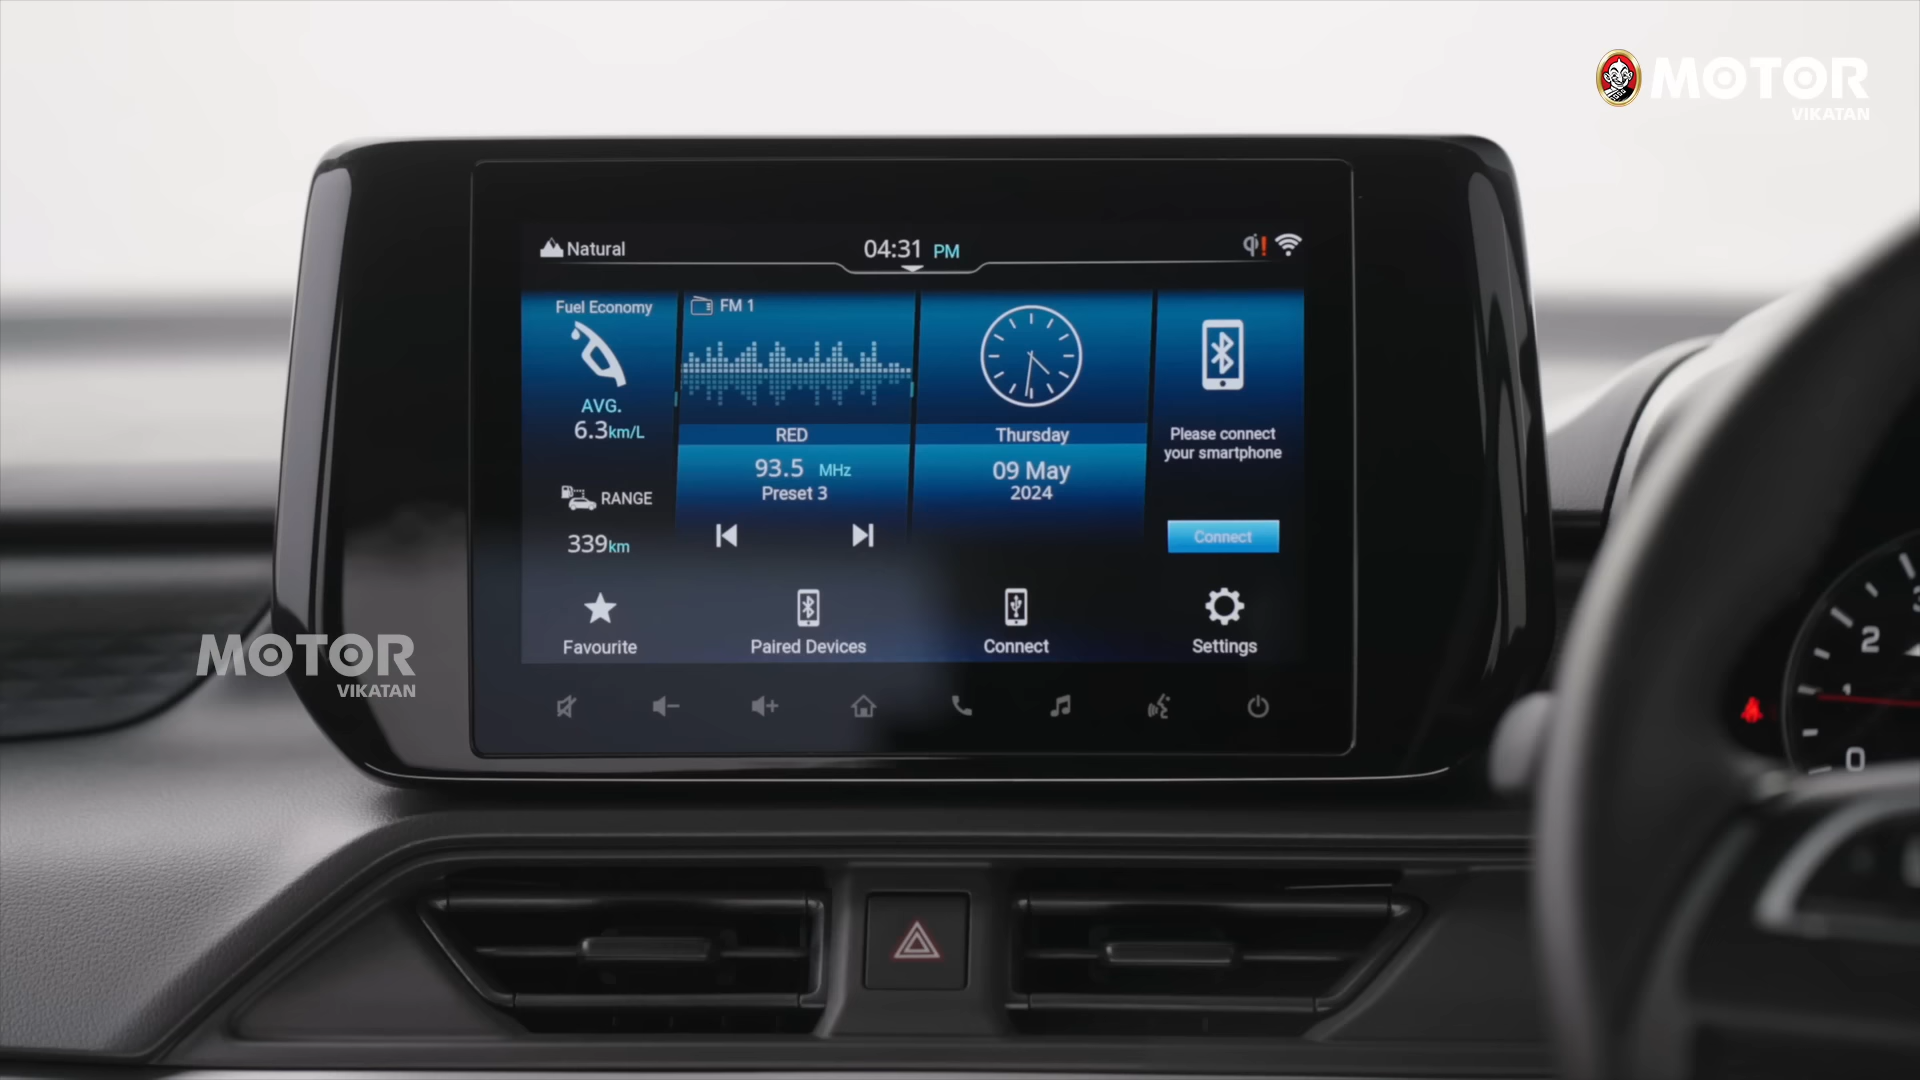 MOTOR
VIKATAN
Natural
04:31 PM
Fuel Economy
AVG.
6.3km/L
RANGE
339km
FM 1
RED
93.5 MHz
Preset 3
Thursday
09 May
2024
Please connect
your smartphone
Connect
Favourite
Paired Devices
Connect
Settings
MOTOR
VIKATAN
3
2
1
0